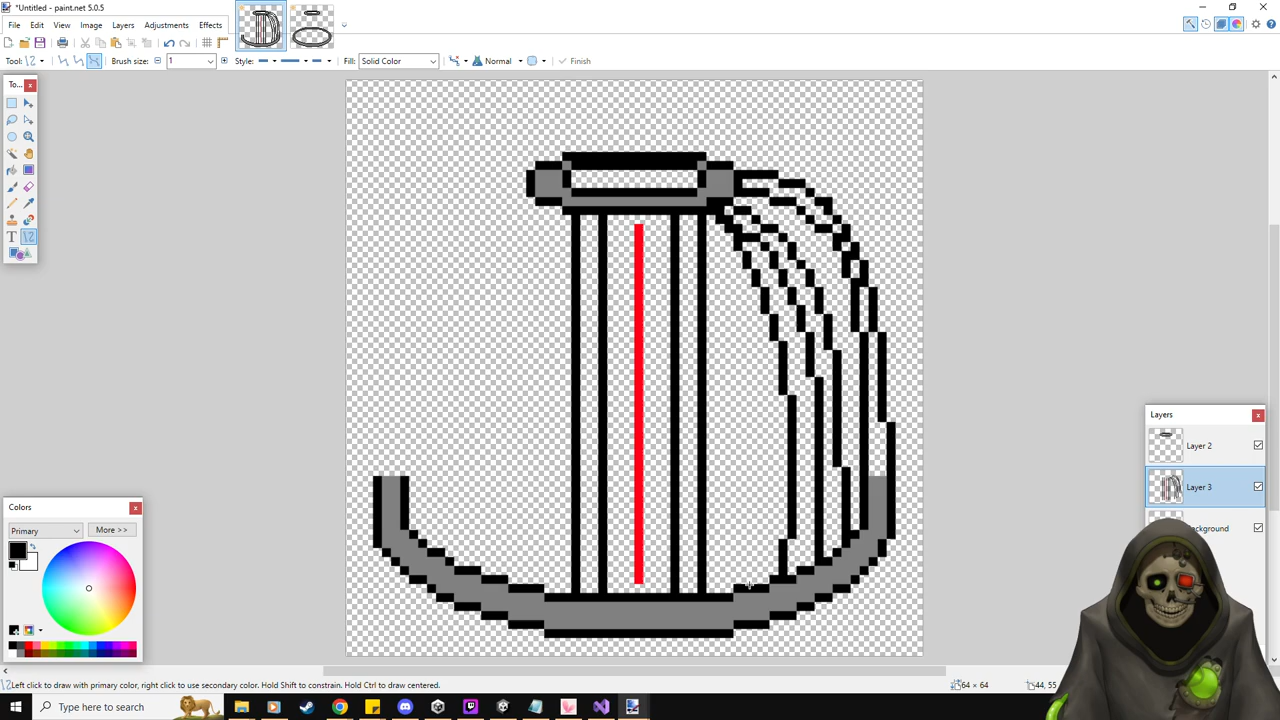 *Untitled - paint.net 5.0.5
File Edit View Image Layers Adjustments Effects
Tool: Brush size: 1 Style: Fill: Solid Color Normal Finish
To...
Layers
Layer 2
Layer 3
ckground
Colors
Primary More >>
Left click to draw with primary color, right click to use secondary color. Hold Shift to constrain. Hold Ctrl to draw centered. 64 × 64 44, 55
Type here to search